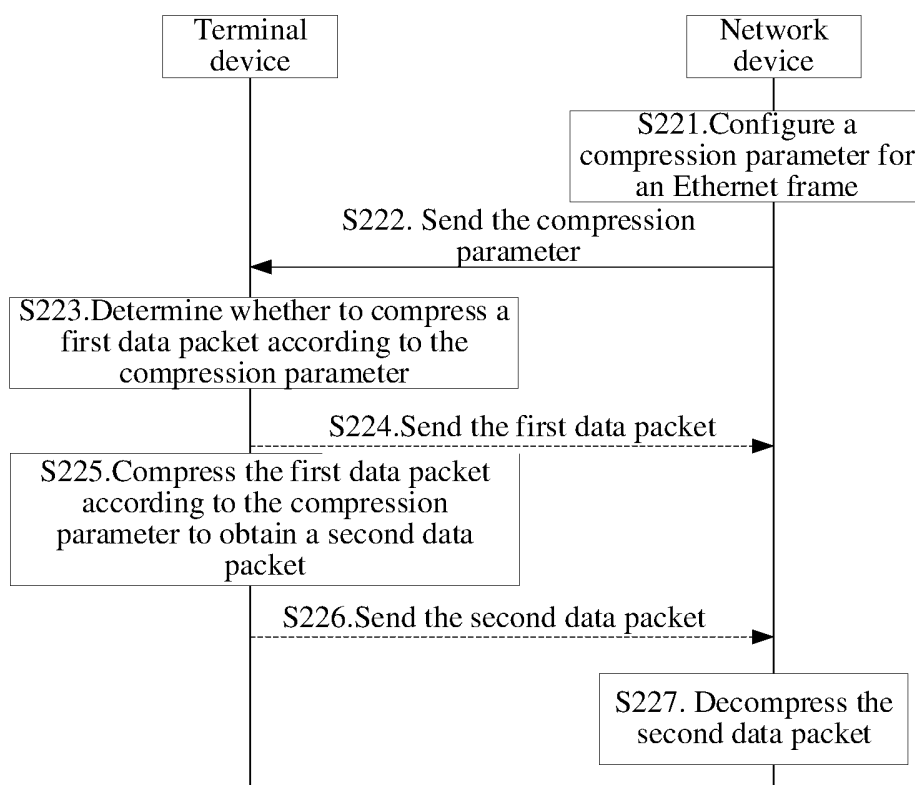 Terminal
device
Network
device
S221.Configure a
compression parameter for
an Ethernet frame
S222. Send the compression
parameter
S223.Determine whether to compress a
first data packet according to the
compression parameter
S224.Send the first data packet
S225.Compress the first data packet
according to the compression
parameter to obtain a second data
packet
S226.Send the second data packet
S227. Decompress the
second data packet